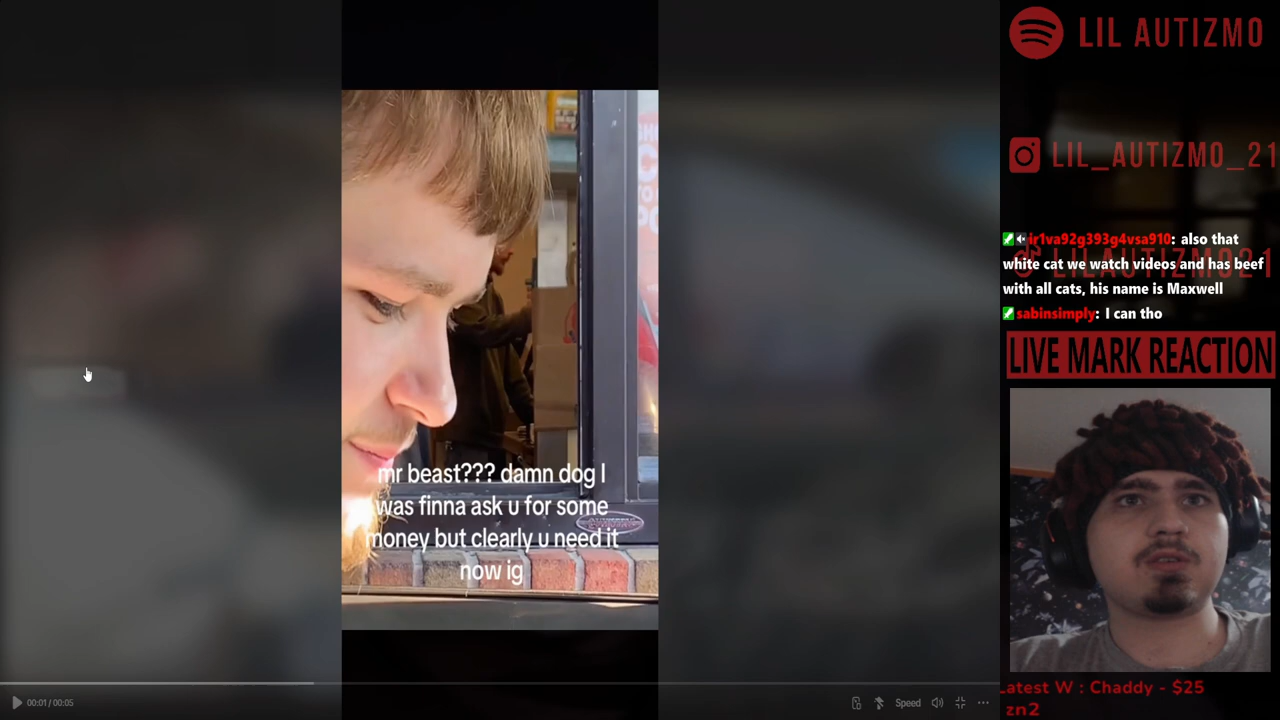 mr beast??? damn dog I
was finna ask u for some
money but clearly u need it
now ig
00:01 / 00:05
Speed
LIL AUTIZMO
LIL_AUTIZMO_21
ir1va92g393g4vsa910: also that
white cat we watch videos and has beef
with all cats, his name is Maxwell
LILAUTIZMO21
sabinsimply: I can tho
LIVE MARK REACTION
Latest W : Chaddy - $25
zn2